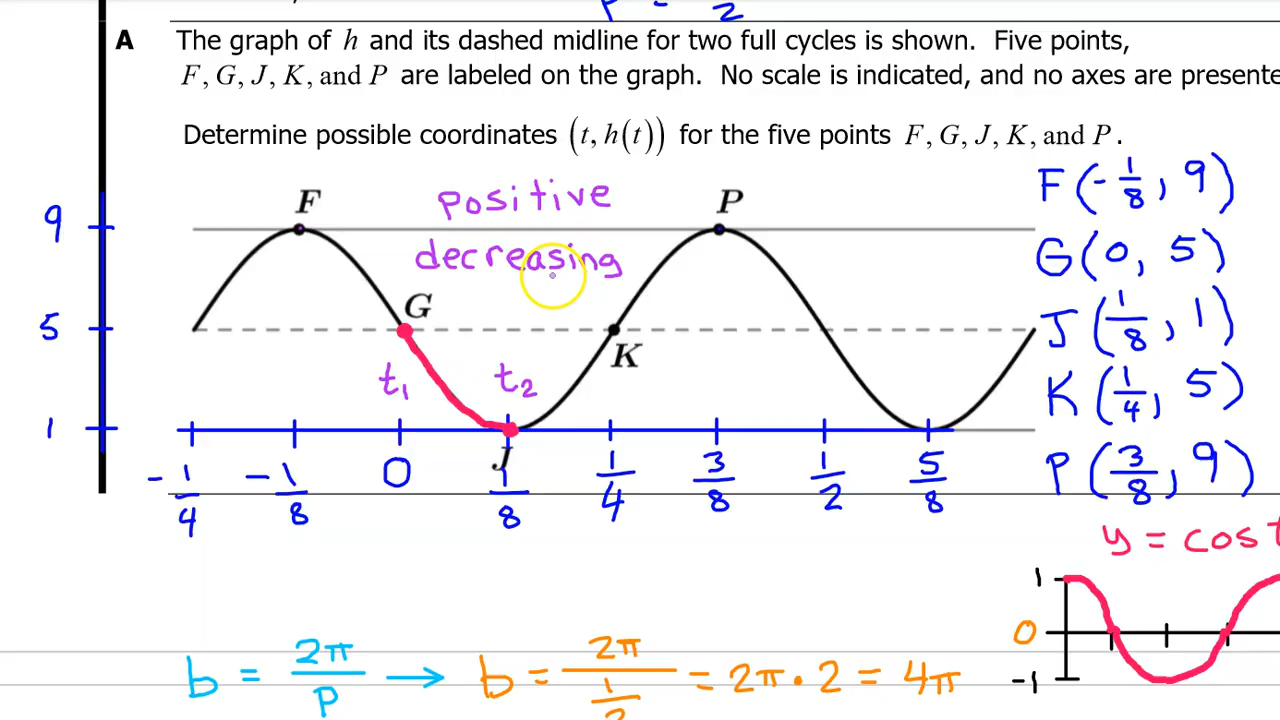 P = 2
A The graph of h and its dashed midline for two full cycles is shown. Five points,
F, G, J, K, and P are labeled on the graph. No scale is indicated, and no axes are presente
Determine possible coordinates (t, h(t)) for the five points F, G, J, K, and P.
F(-1/8, 9)
F positive P
9
decreasing
G(0, 5)
G
5
J(1/8, 1)
K
t₁ t₂
K(1/4, 5)
1
J
-1/4 -1/8 0 1/8 1/4 3/8 1/2 5/8
P(3/8, 9)
y = cos t
1
0
-1
b = 2π/P → b = 2π/(1/2) = 2π • 2 = 4π